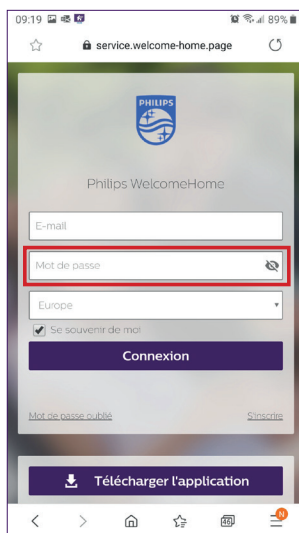 09:19 89%
service.welcome-home.page
PHILIPS
Philips WelcomeHome
E-mail
Mot de passe
Europe
Se souvenir de moi
Connexion
Mot de passe oublié S'inscrire
Télécharger l'application
46 N